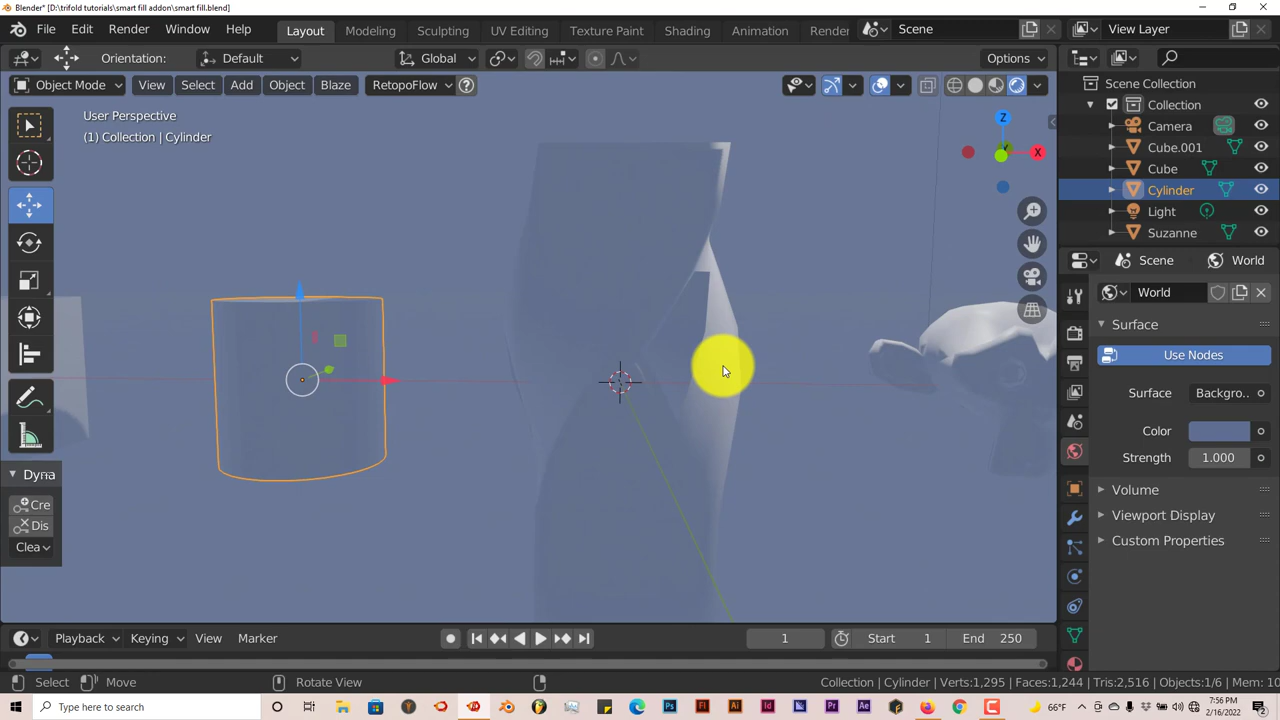 Blender* [D:\trifold tutorials\smart fill addon\smart fill.blend]
File Edit Render Window Help Layout Modeling Sculpting UV Editing Texture Paint Shading Animation Render Scene View Layer
Orientation: Default Global Options
Object Mode View Select Add Object Blaze RetopoFlow
User Perspective
(1) Collection | Cylinder
Z
X
Dyna
Cre
Dis
Clea
Scene Collection
Collection
Camera
Cube.001
Cube
Cylinder
Light
Suzanne
Scene World
World
Surface
Use Nodes
Surface Backgro..
Color
Strength 1.000
Volume
Viewport Display
Custom Properties
Playback Keying View Marker 1 Start 1 End 250
Select Move Rotate View Collection | Cylinder Verts:1,295 | Faces:1,244 | Tris:2,516 | Objects:1/6 | Mem: 10
Type here to search 66°F 7:56 PM
2/16/2022